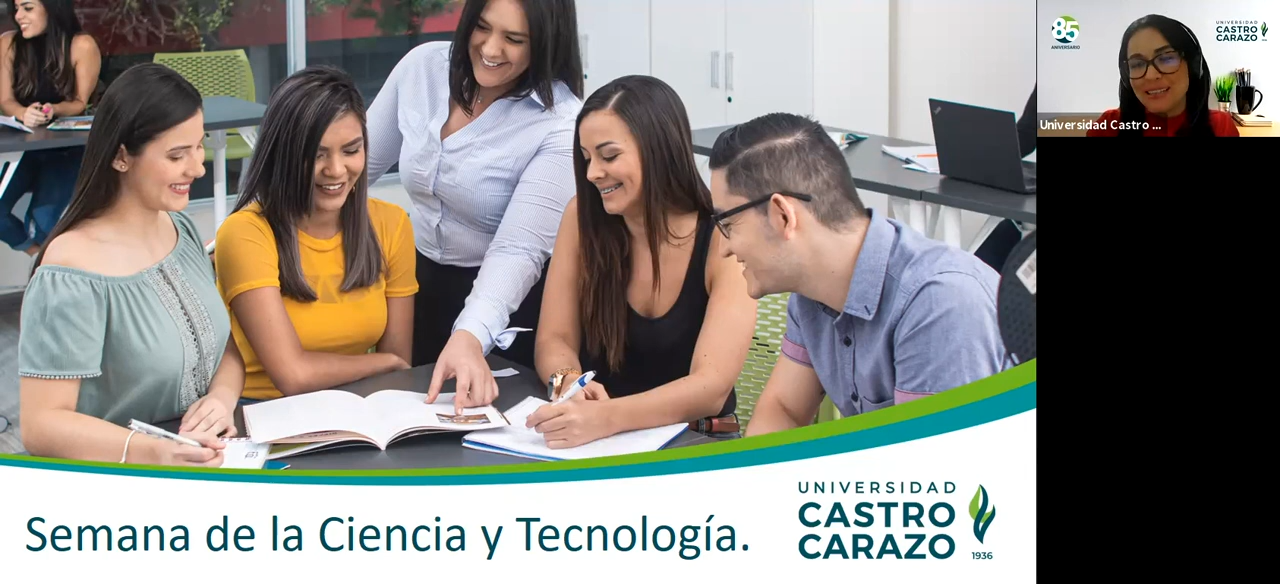 85
ANIVERSARIO
UNIVERSIDAD
CASTRO
CARAZO
Universidad Castro ...
Semana de la Ciencia y Tecnología.
UNIVERSIDAD
CASTRO
CARAZO
1936